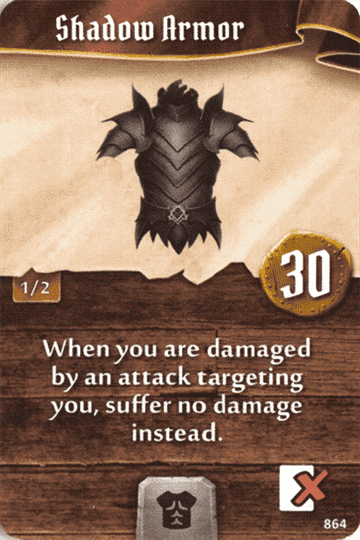 Shadow Armor
1/2
30
When you are damaged
by an attack targeting
you, suffer no damage
instead.
864